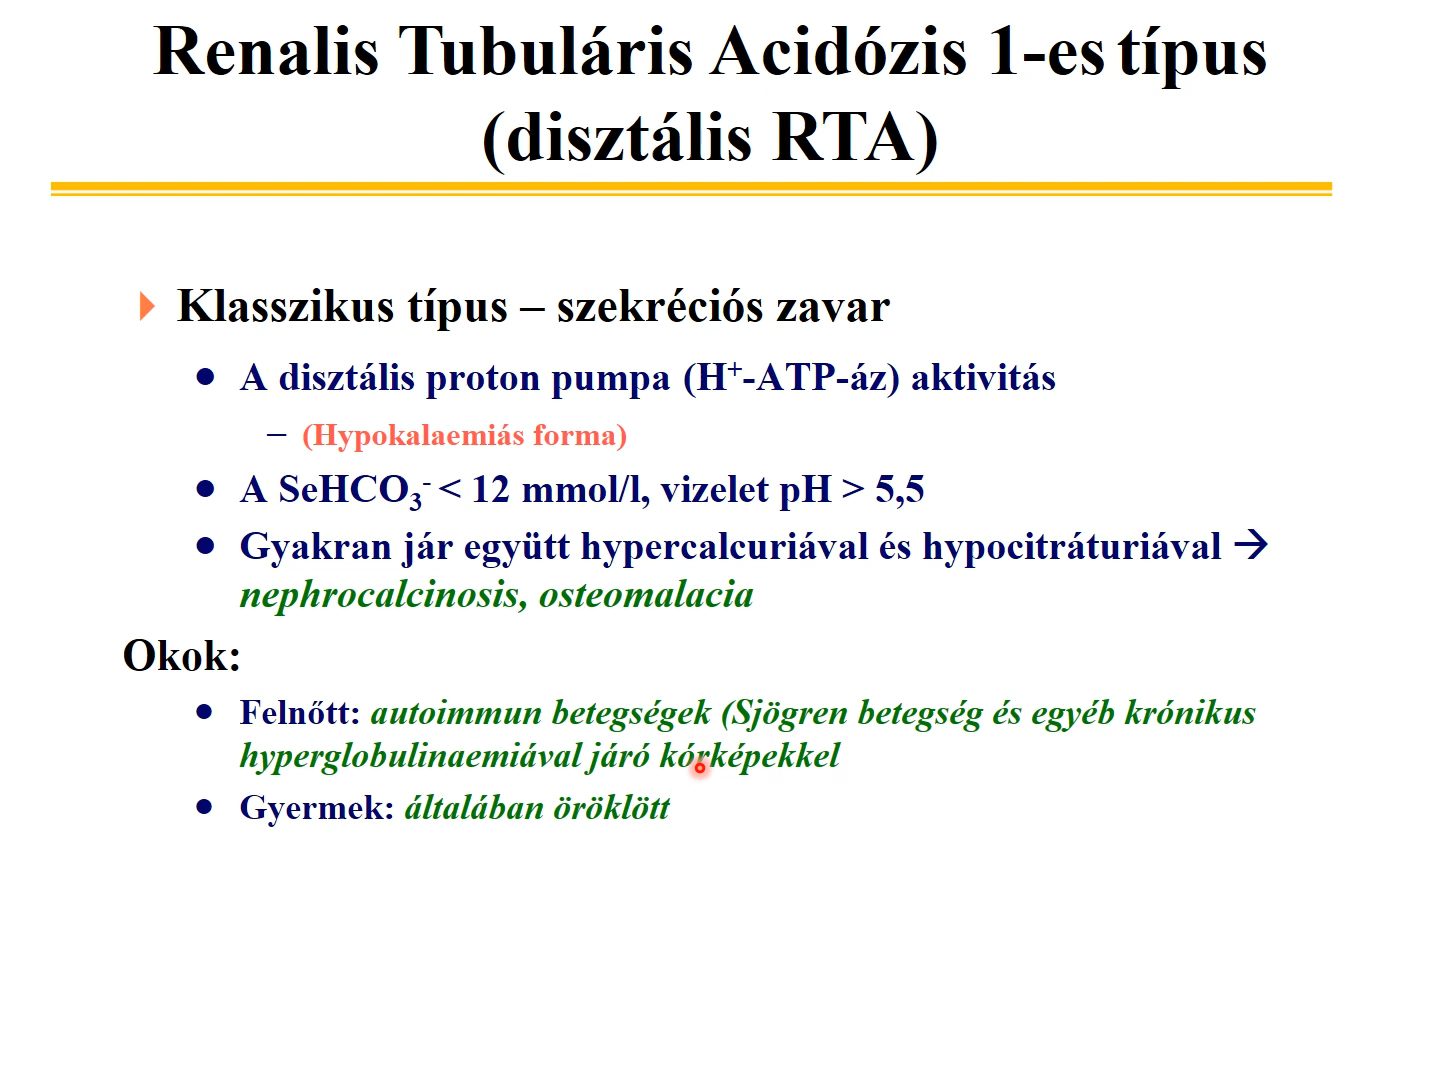 Renalis Tubuláris Acidózis 1-es típus
(disztális RTA)
Klasszikus típus – szekréciós zavar
• A disztális proton pumpa (H⁺-ATP-áz) aktivitás
– (Hypokalaemiás forma)
• A SeHCO₃⁻ < 12 mmol/l, vizelet pH > 5,5
• Gyakran jár együtt hypercalcuriával és hypocitráturiával →
nephrocalcinosis, osteomalacia
Okok:
• Felnőtt: autoimmun betegségek (Sjögren betegség és egyéb krónikus
hyperglobulinaemiával járó kórképekkel
• Gyermek: általában öröklött